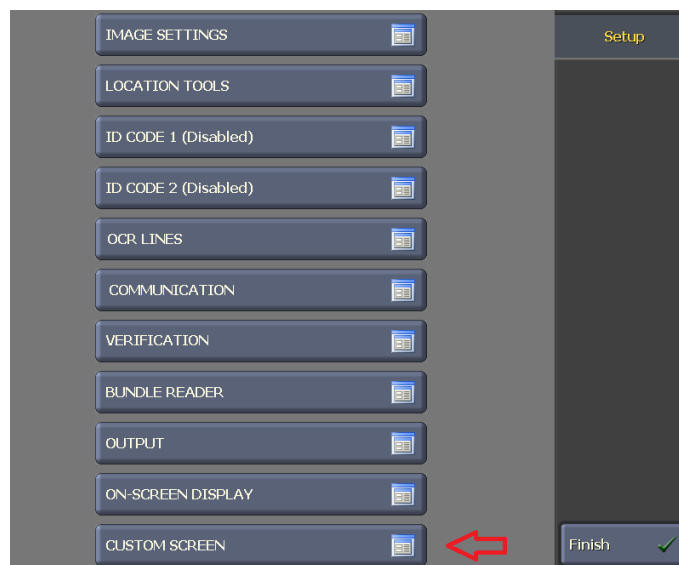 IMAGE SETTINGS
Setup
LOCATION TOOLS
ID CODE 1 (Disabled)
ID CODE 2 (Disabled)
OCR LINES
COMMUNICATION
VERIFICATION
BUNDLE READER
OUTPUT
ON-SCREEN DISPLAY
CUSTOM SCREEN
Finish